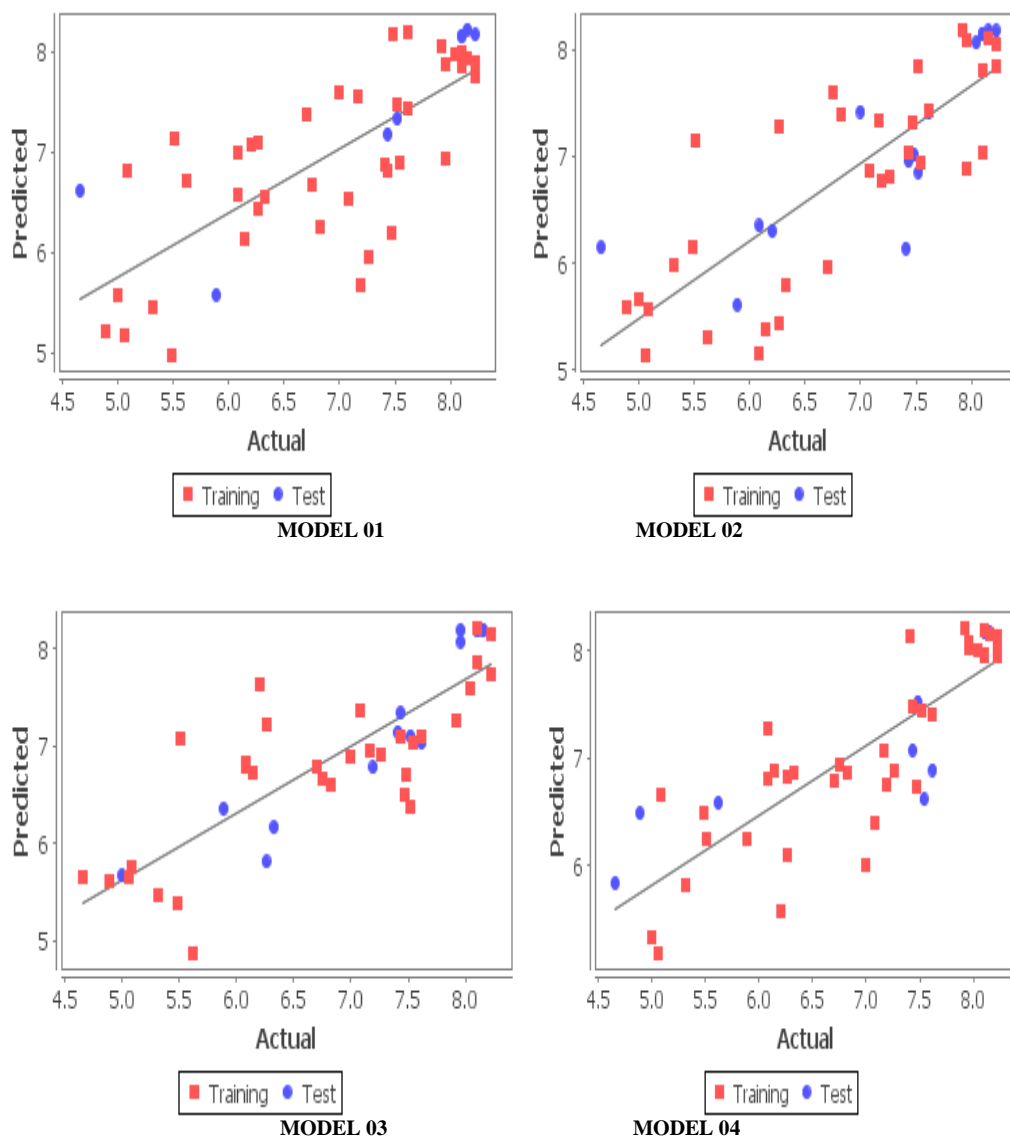 Predicted
8
7
6
5
4.5 5.0 5.5 6.0 6.5 7.0 7.5 8.0
Actual
Training Test
MODEL 01
Predicted
8
7
6
5
4.5 5.0 5.5 6.0 6.5 7.0 7.5 8.0
Actual
Training Test
MODEL 02
Predicted
8
7
6
5
4.5 5.0 5.5 6.0 6.5 7.0 7.5 8.0
Actual
Training Test
MODEL 03
Predicted
8
7
6
4.5 5.0 5.5 6.0 6.5 7.0 7.5 8.0
Actual
Training Test
MODEL 04